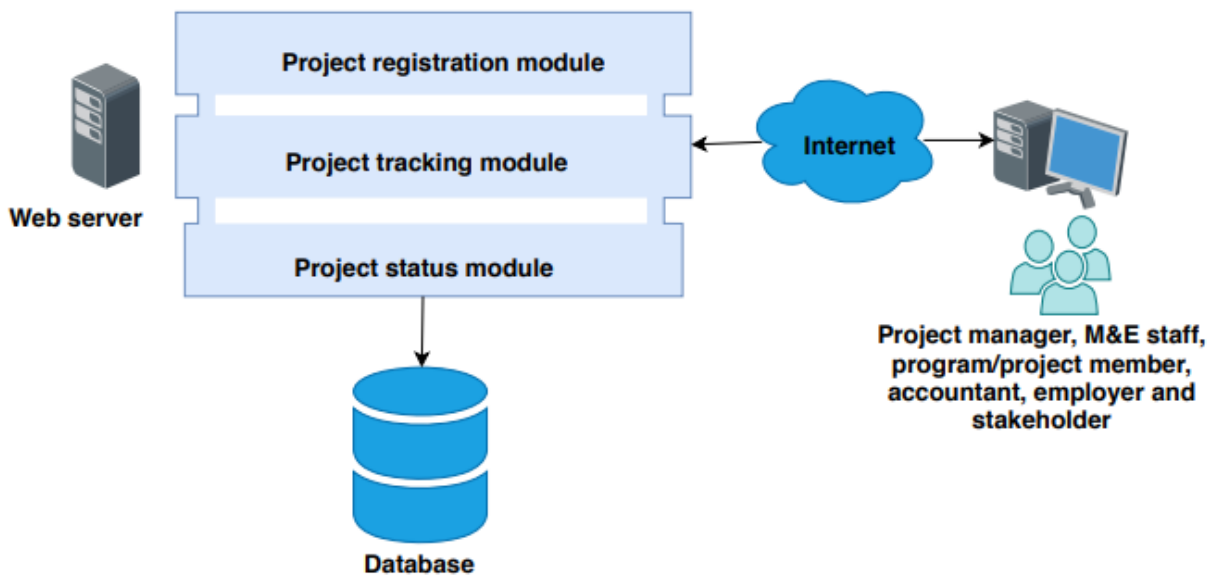 Project registration module
Internet
Project tracking module
Web server
Project status module
Project manager, M&E staff,
program/project member,
accountant, employer and
stakeholder
Database